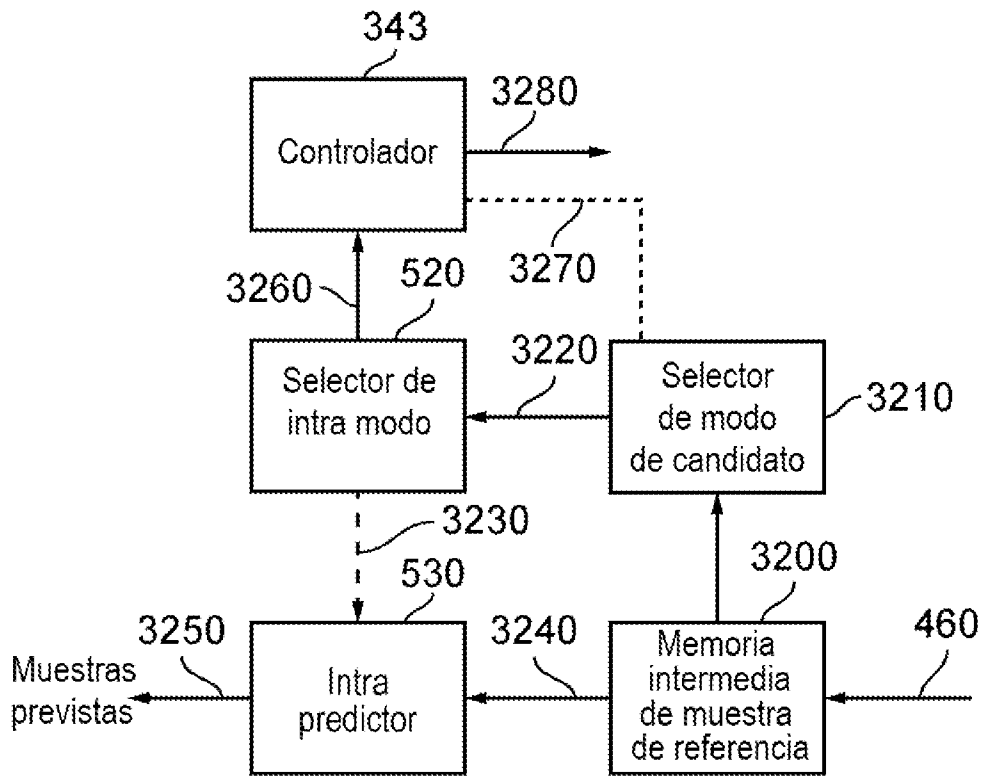 343
3280
Controlador
3270
3260
520
3220
Selector de
intra modo
Selector
de modo
de candidato
3210
3230
530
3200
3250
3240
460
Muestras
previstas
Intra
predictor
Memoria
intermedia
de muestra
de referencia